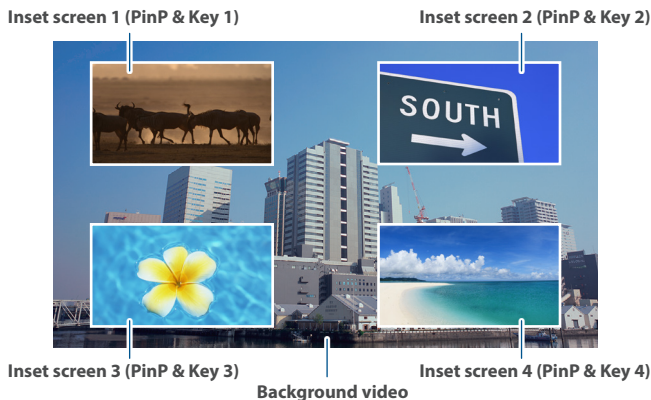 Inset screen 1 (PinP & Key 1)
Inset screen 2 (PinP & Key 2)
SOUTH
Inset screen 3 (PinP & Key 3)
Inset screen 4 (PinP & Key 4)
Background video